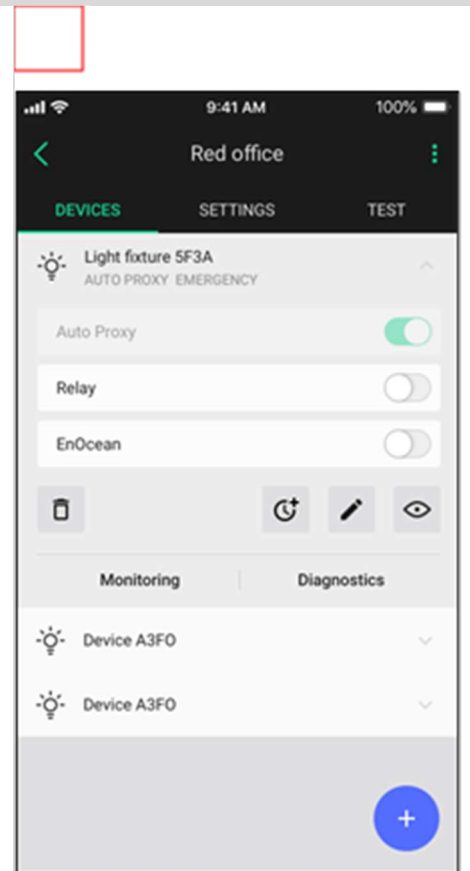 9:41 AM 100%
Red office
DEVICES SETTINGS TEST
Light fixture 5F3A
AUTO PROXY EMERGENCY
Auto Proxy
Relay
EnOcean
Monitoring Diagnostics
Device A3FO
Device A3FO